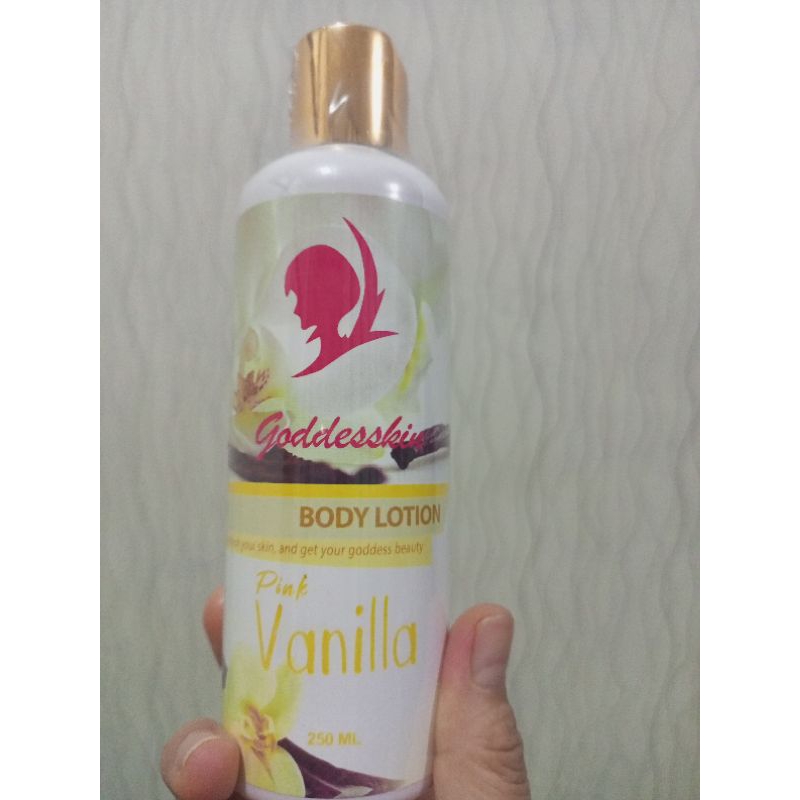 Goddesskin
BODY LOTION
your skin, and get your goddess beauty
Pink
Vanilla
250 ML